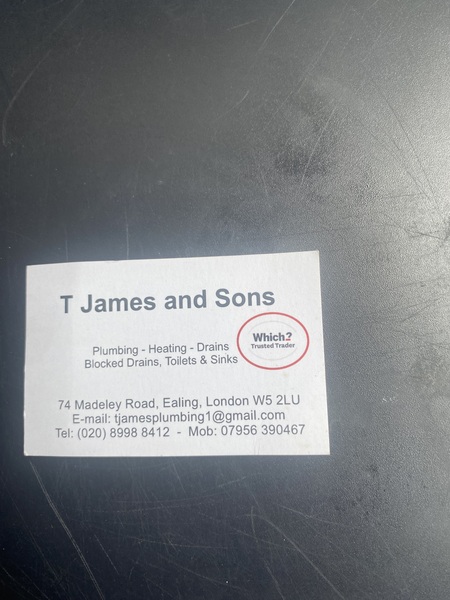 T James and Sons
Which?
Trusted Trader
Plumbing - Heating - Drains
Blocked Drains, Toilets & Sinks
74 Madeley Road, Ealing, London W5 2LU
E-mail: tjamesplumbing1@gmail.com
Tel: (020) 8998 8412 - Mob: 07956 390467